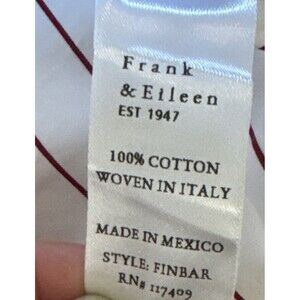 Frank
& Eileen
EST 1947
100% COTTON
WOVEN IN ITALY
MADE IN MEXICO
STYLE: FINBAR
RN# 117409